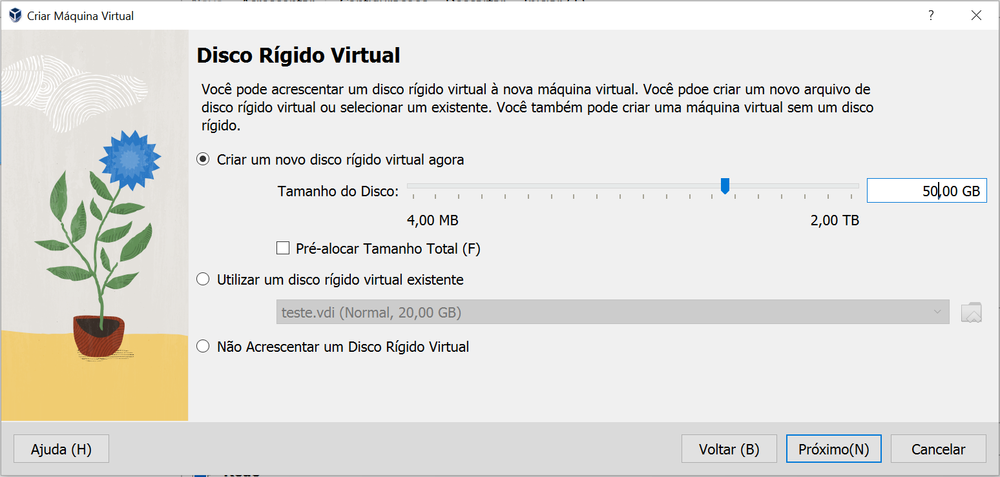 Criar Máquina Virtual
?
Disco Rígido Virtual
Você pode acrescentar um disco rígido virtual à nova máquina virtual. Você pdoe criar um novo arquivo de
disco rígido virtual ou selecionar um existente. Você também pode criar uma máquina virtual sem um disco
rígido.
Criar um novo disco rígido virtual agora
Tamanho do Disco:
50,00 GB
4,00 MB
2,00 TB
Pré-alocar Tamanho Total (F)
Utilizar um disco rígido virtual existente
teste.vdi (Normal, 20,00 GB)
Não Acrescentar um Disco Rígido Virtual
Ajuda (H)
Voltar (B)
Próximo(N)
Cancelar